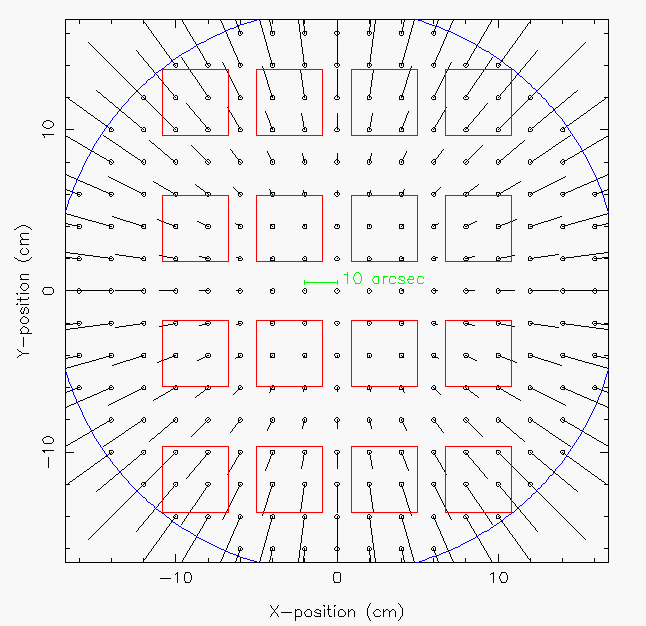 10
Y-position (cm)
10 arcsec
0
-10
-10 0 10
X-position (cm)